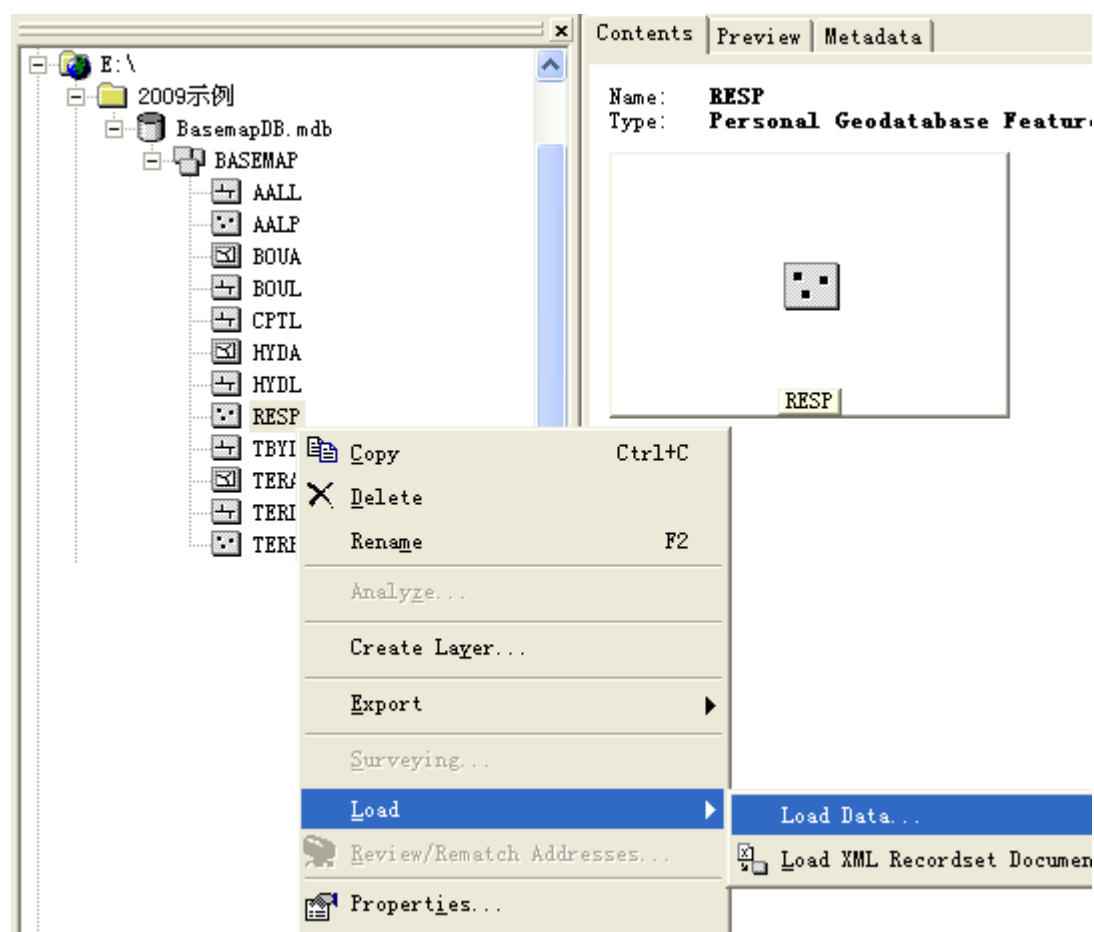 E:\
2009示例
BasemapDB.mdb
BASEMAP
AALL
AALP
BOUA
BOUL
CPTL
HYDA
HYDL
RESP
Contents
Preview
Metadata
Name: RESP
Type: Personal Geodatabase
RESP
Copy Ctrl+C
Delete
Rename F2
Analyze...
Create Layer...
Export
Surveying...
Load
Review/Rematch Addresses...
Properties...
Load Data...
Load XML Recordset